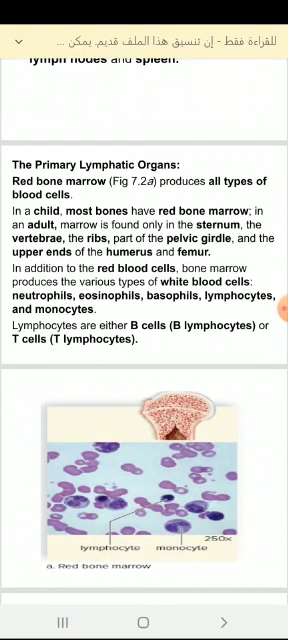 للقراءة فقط - إن تنسيق هذا الملف قديم. يمكن ...
lymph nodes and spleen.
The Primary Lymphatic Organs:
Red bone marrow (Fig 7.2a) produces all types of
blood cells.
In a child, most bones have red bone marrow; in
an adult, marrow is found only in the sternum, the
vertebrae, the ribs, part of the pelvic girdle, and the
upper ends of the humerus and femur.
In addition to the red blood cells, bone marrow
produces the various types of white blood cells:
neutrophils, eosinophils, basophils, lymphocytes,
and monocytes.
Lymphocytes are either B cells (B lymphocytes) or
T cells (T lymphocytes).
250x
lymphocyte monocyte
a. Red bone marrow